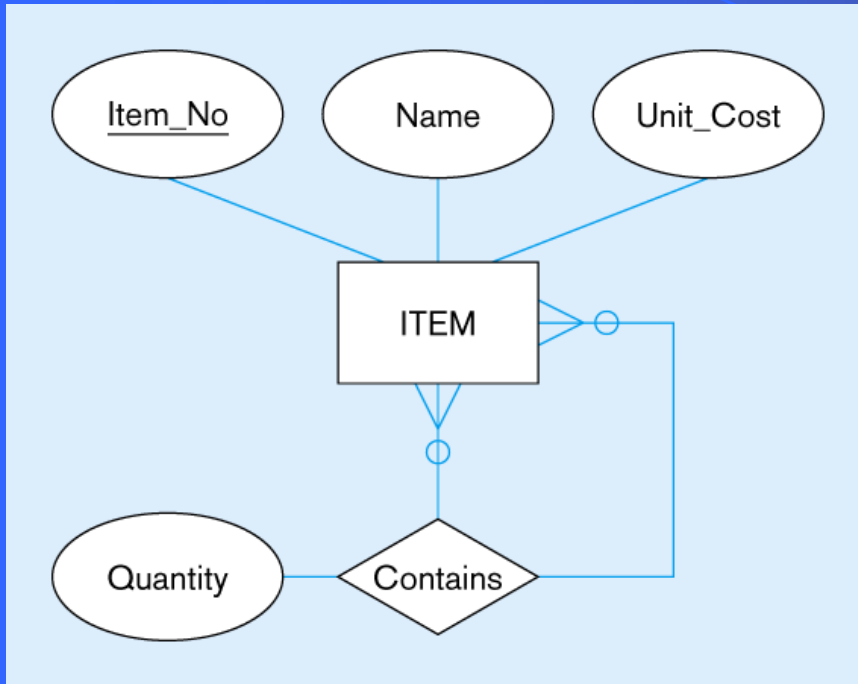 Item_No
Name
Unit_Cost
ITEM
Quantity
Contains